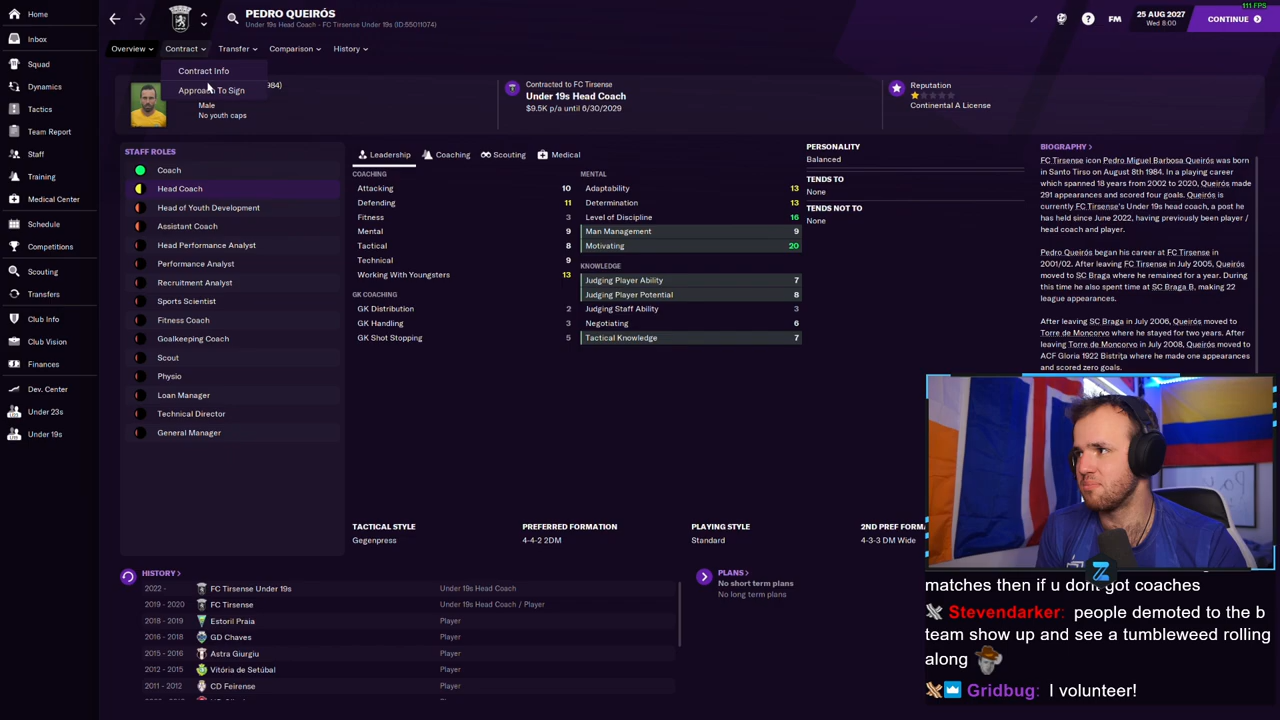 Home
Inbox
Squad
Dynamics
Tactics
Team Report
Staff
Training
Medical Center
Schedule
Competitions
Scouting
Transfers
Club Info
Club Vision
Finances
Dev. Center
Under 23s
Under 19s
PEDRO QUEIRÓS
Under 19s Head Coach - FC Tirsense Under 19s (ID:55011074)
111 FPS
FM
25 AUG 2027
Wed 8:00
CONTINUE
Overview
Contract
Transfer
Comparison
History
Contract Info
Approach To Sign
984)
Male
No youth caps
Contracted to FC Tirsense
Under 19s Head Coach
$9.5K p/a until 6/30/2029
Reputation
Continental A License
STAFF ROLES
Coach
Head Coach
Head of Youth Development
Assistant Coach
Head Performance Analyst
Performance Analyst
Recruitment Analyst
Sports Scientist
Fitness Coach
Goalkeeping Coach
Scout
Physio
Loan Manager
Technical Director
General Manager
Leadership
Coaching
Scouting
Medical
COACHING
Attacking 10
Defending 11
Fitness 3
Mental 9
Tactical 8
Technical 9
Working With Youngsters 13
GK COACHING
GK Distribution 2
GK Handling 3
GK Shot Stopping 5
MENTAL
Adaptability 13
Determination 13
Level of Discipline 16
Man Management 9
Motivating 20
KNOWLEDGE
Judging Player Ability 7
Judging Player Potential 8
Judging Staff Ability 3
Negotiating 6
Tactical Knowledge 7
PERSONALITY
Balanced
TENDS TO
None
TENDS NOT TO
None
BIOGRAPHY >
FC Tirsense icon Pedro Miguel Barbosa Queirós was born
in Santo Tirso on August 8th 1984. In a playing career
which spanned 18 years from 2002 to 2020, Queirós made
291 appearances and scored four goals. Queirós is
currently FC Tirsense's Under 19s head coach, a post he
has held since June 2022, having previously been player /
head coach and player.
Pedro Queirós began his career at FC Tirsense in
2001/02. After leaving FC Tirsense in July 2005, Queirós
moved to SC Braga where he remained for a year. During
this time he also spent time at SC Braga B, making 22
league appearances.
After leaving SC Braga in July 2006, Queirós moved to
Torre de Moncorvo where he stayed for two years. After
leaving Torre de Moncorvo in July 2008, Queirós moved to
ACF Gloria 1922 Bistrița where he made one appearances
and scored zero goals.
TACTICAL STYLE
Gegenpress
PREFERRED FORMATION
4-4-2 2DM
PLAYING STYLE
Standard
2ND PREF FORM
4-3-3 DM Wide
HISTORY >
2022 - FC Tirsense Under 19s Under 19s Head Coach
2019 - 2020 FC Tirsense Under 19s Head Coach / Player
2018 - 2019 Estoril Praia Player
2016 - 2018 GD Chaves Player
2015 - 2016 Astra Giurgiu Player
2012 - 2015 Vitória de Setúbal Player
2011 - 2012 CD Feirense Player
PLANS >
No short term plans
No long term plans
matches then if u dont got coaches
Stevendarker: people demoted to the b
team show up and see a tumbleweed rolling
along
Gridbug: I volunteer!